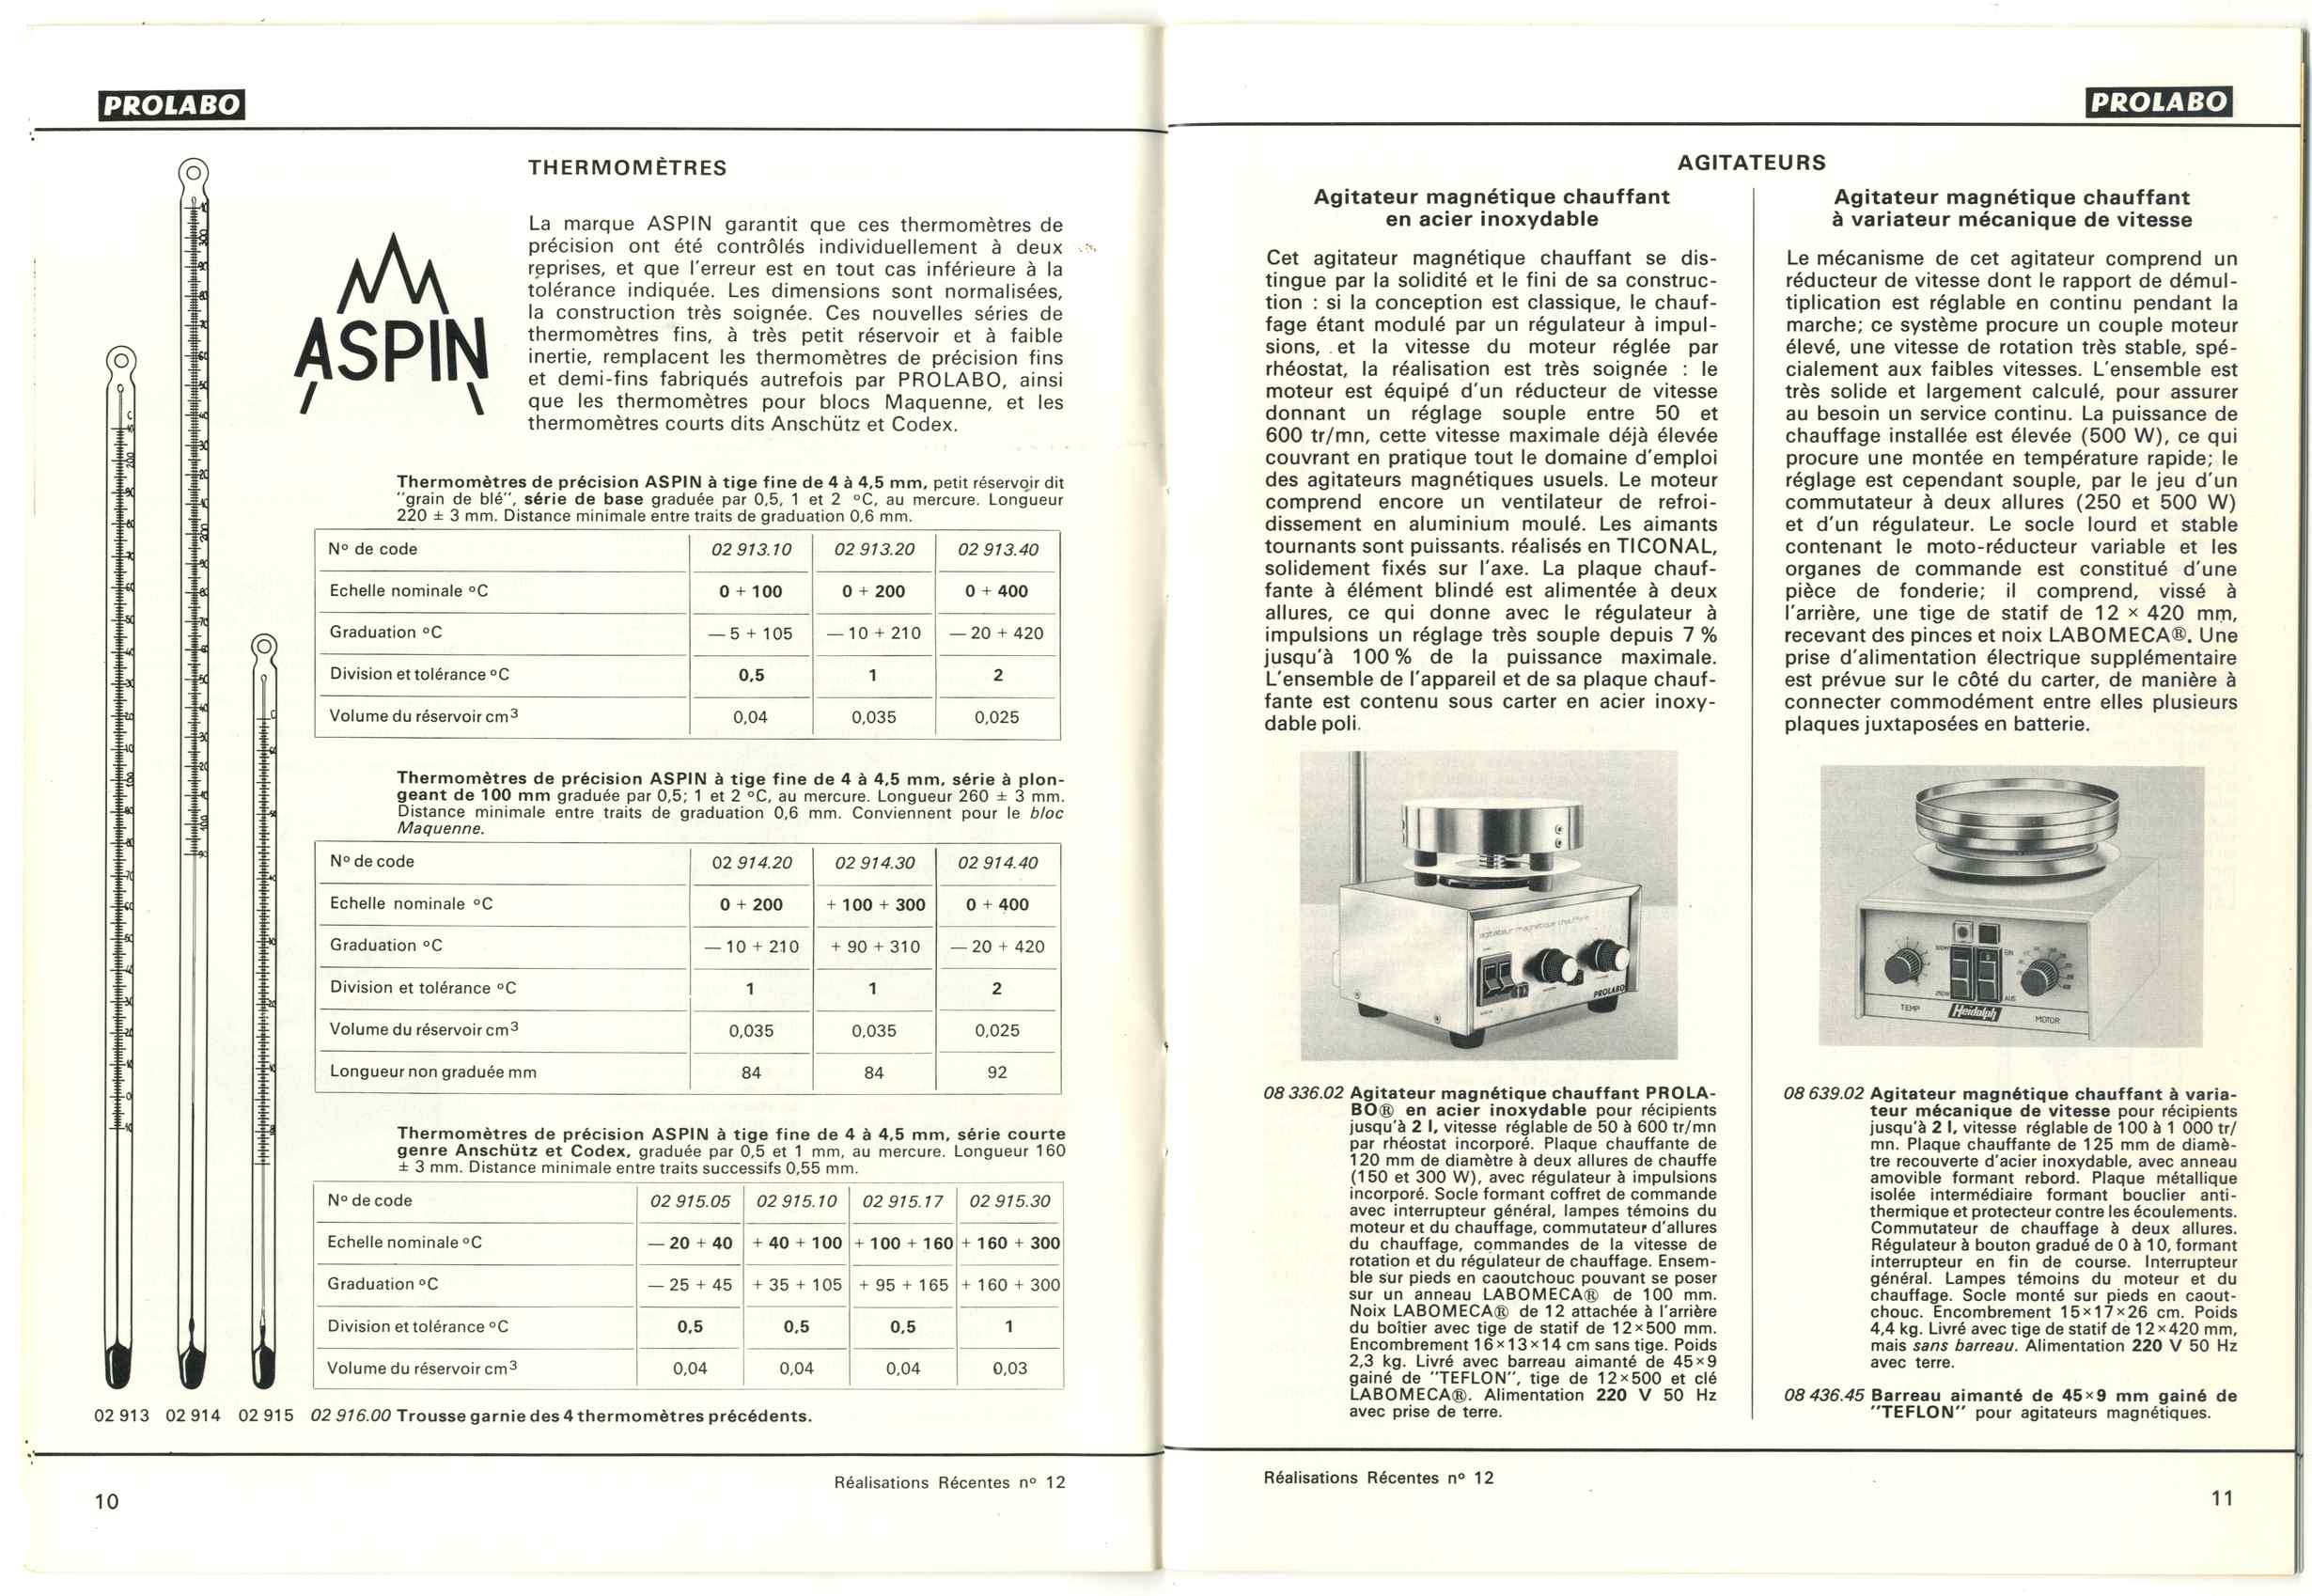 PROLABO
THERMOMÈTRES
ASPIN
La marque ASPIN garantit que ces thermomètres de
précision ont été contrôlés individuellement à deux
reprises, et que l'erreur est en tout cas inférieure à la
tolérance indiquée. Les dimensions sont normalisées,
la construction très soignée. Ces nouvelles séries de
thermomètres fins, à très petit réservoir et à faible
inertie, remplacent les thermomètres de précision fins
et demi-fins fabriqués autrefois par PROLABO, ainsi
que les thermomètres pour blocs Maquenne, et les
thermomètres courts dits Anschütz et Codex.
Thermomètres de précision ASPIN à tige fine de 4 à 4,5 mm, petit réservoir dit
"grain de blé", série de base graduée par 0,5, 1 et 2 °C, au mercure. Longueur
220 ± 3 mm. Distance minimale entre traits de graduation 0,6 mm.
N° de code 02 913.10 02 913.20 02 913.40
Echelle nominale °C 0 + 100 0 + 200 0 + 400
Graduation °C — 5 + 105 — 10 + 210 — 20 + 420
Division et tolérance °C 0,5 1 2
Volume du réservoir cm³ 0,04 0,035 0,025
Thermomètres de précision ASPIN à tige fine de 4 à 4,5 mm, série à plon-
geant de 100 mm graduée par 0,5; 1 et 2 °C, au mercure. Longueur 260 ± 3 mm.
Distance minimale entre traits de graduation 0,6 mm. Conviennent pour le bloc
Maquenne.
N° de code 02 914.20 02 914.30 02 914.40
Echelle nominale °C 0 + 200 + 100 + 300 0 + 400
Graduation °C — 10 + 210 + 90 + 310 — 20 + 420
Division et tolérance °C 1 1 2
Volume du réservoir cm³ 0,035 0,035 0,025
Longueur non graduée mm 84 84 92
Thermomètres de précision ASPIN à tige fine de 4 à 4,5 mm, série courte
genre Anschütz et Codex, graduée par 0,5 et 1 mm, au mercure. Longueur 160
± 3 mm. Distance minimale entre traits successifs 0,55 mm.
N° de code 02 915.05 02 915.10 02 915.17 02 915.30
Echelle nominale °C — 20 + 40 + 40 + 100 + 100 + 160 + 160 + 300
Graduation °C — 25 + 45 + 35 + 105 + 95 + 165 + 160 + 300
Division et tolérance °C 0,5 0,5 0,5 1
Volume du réservoir cm³ 0,04 0,04 0,04 0,03
02 913 02 914 02 915 02 916.00 Trousse garnie des 4 thermomètres précédents.
Réalisations Récentes n° 12
10
PROLABO
AGITATEURS
Agitateur magnétique chauffant
en acier inoxydable
Cet agitateur magnétique chauffant se dis-
tingue par la solidité et le fini de sa construc-
tion : si la conception est classique, le chauf-
fage étant modulé par un régulateur à impul-
sions, et la vitesse du moteur réglée par
rhéostat, la réalisation est très soignée : le
moteur est équipé d'un réducteur de vitesse
donnant un réglage souple entre 50 et
600 tr/mn, cette vitesse maximale déjà élevée
couvrant en pratique tout le domaine d'emploi
des agitateurs magnétiques usuels. Le moteur
comprend encore un ventilateur de refroi-
dissement en aluminium moulé. Les aimants
tournants sont puissants. réalisés en TICONAL,
solidement fixés sur l'axe. La plaque chauf-
fante à élément blindé est alimentée à deux
allures, ce qui donne avec le régulateur à
impulsions un réglage très souple depuis 7 %
jusqu'à 100 % de la puissance maximale.
L'ensemble de l'appareil et de sa plaque chauf-
fante est contenu sous carter en acier inoxy-
dable poli.
agitateur magnétique chauffant
PROLABO
08 336.02 Agitateur magnétique chauffant PROLA-
BO® en acier inoxydable pour récipients
jusqu'à 2 l, vitesse réglable de 50 à 600 tr/mn
par rhéostat incorporé. Plaque chauffante de
120 mm de diamètre à deux allures de chauffe
(150 et 300 W), avec régulateur à impulsions
incorporé. Socle formant coffret de commande
avec interrupteur général, lampes témoins du
moteur et du chauffage, commutateur d'allures
du chauffage, commandes de la vitesse de
rotation et du régulateur de chauffage. Ensem-
ble sur pieds en caoutchouc pouvant se poser
sur un anneau LABOMECA® de 100 mm.
Noix LABOMECA® de 12 attachée à l'arrière
du boîtier avec tige de statif de 12×500 mm.
Encombrement 16×13×14 cm sans tige. Poids
2,3 kg. Livré avec barreau aimanté de 45×9
gainé de "TEFLON", tige de 12×500 et clé
LABOMECA®. Alimentation 220 V 50 Hz
avec prise de terre.
Agitateur magnétique chauffant
à variateur mécanique de vitesse
Le mécanisme de cet agitateur comprend un
réducteur de vitesse dont le rapport de démul-
tiplication est réglable en continu pendant la
marche; ce système procure un couple moteur
élevé, une vitesse de rotation très stable, spé-
cialement aux faibles vitesses. L'ensemble est
très solide et largement calculé, pour assurer
au besoin un service continu. La puissance de
chauffage installée est élevée (500 W), ce qui
procure une montée en température rapide; le
réglage est cependant souple, par le jeu d'un
commutateur à deux allures (250 et 500 W)
et d'un régulateur. Le socle lourd et stable
contenant le moto-réducteur variable et les
organes de commande est constitué d'une
pièce de fonderie; il comprend, vissé à
l'arrière, une tige de statif de 12 × 420 mm,
recevant des pinces et noix LABOMECA®. Une
prise d'alimentation électrique supplémentaire
est prévue sur le côté du carter, de manière à
connecter commodément entre elles plusieurs
plaques juxtaposées en batterie.
EIN
AUS
TEMP Heidolph MOTOR
08 639.02 Agitateur magnétique chauffant à varia-
teur mécanique de vitesse pour récipients
jusqu'à 2 l, vitesse réglable de 100 à 1 000 tr/
mn. Plaque chauffante de 125 mm de diamè-
tre recouverte d'acier inoxydable, avec anneau
amovible formant rebord. Plaque métallique
isolée intermédiaire formant bouclier anti-
thermique et protecteur contre les écoulements.
Commutateur de chauffage à deux allures.
Régulateur à bouton gradué de 0 à 10, formant
interrupteur en fin de course. Interrupteur
général. Lampes témoins du moteur et du
chauffage. Socle monté sur pieds en caout-
chouc. Encombrement 15×17×26 cm. Poids
4,4 kg. Livré avec tige de statif de 12×420 mm,
mais sans barreau. Alimentation 220 V 50 Hz
avec terre.
08 436.45 Barreau aimanté de 45×9 mm gainé de
"TEFLON" pour agitateurs magnétiques.
Réalisations Récentes n° 12
11